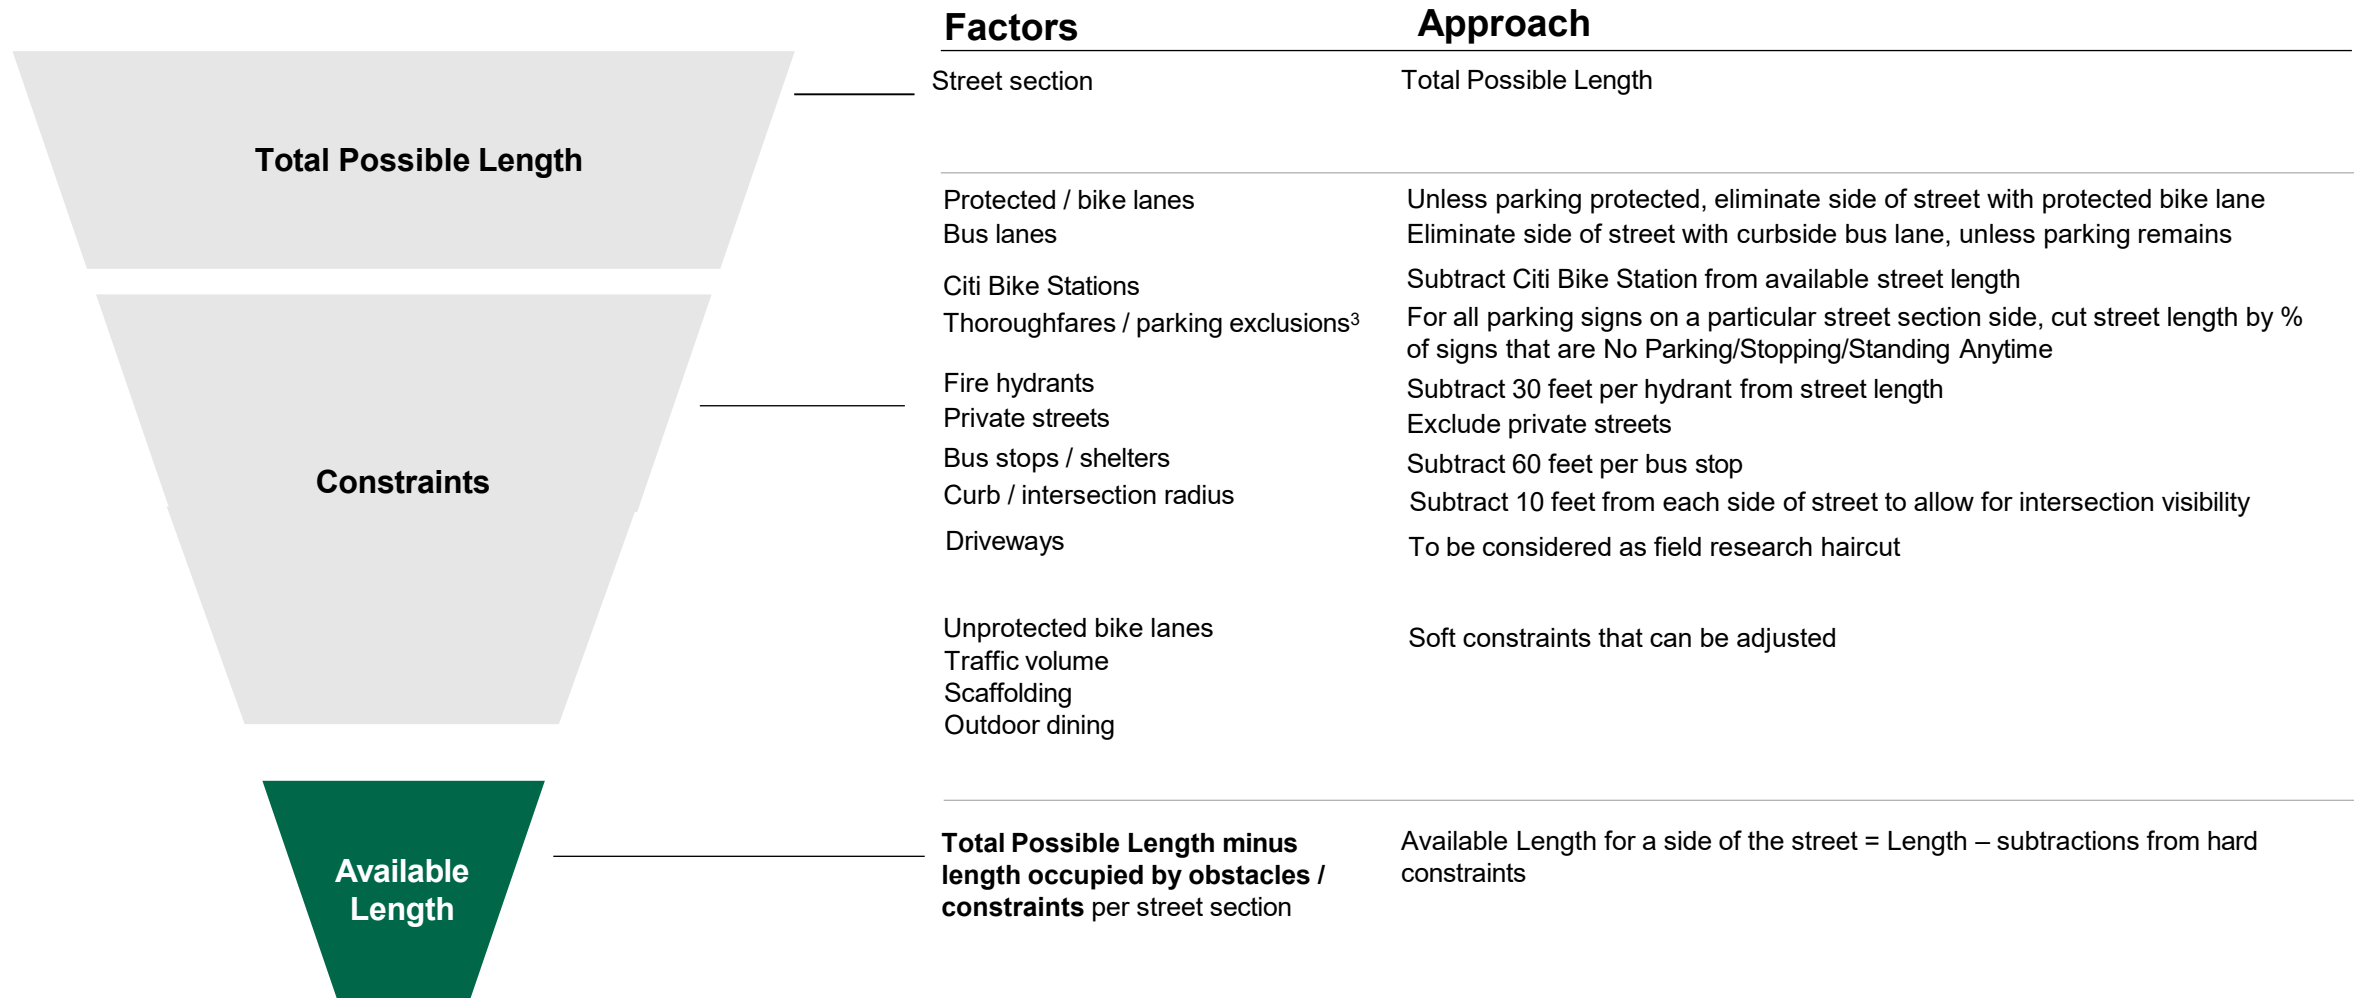 Factors
Approach
Total Possible Length
Street section
Total Possible Length
Constraints
Protected / bike lanes
Unless parking protected, eliminate side of street with protected bike lane
Bus lanes
Eliminate side of street with curbside bus lane, unless parking remains
Citi Bike Stations
Subtract Citi Bike Station from available street length
Thoroughfares / parking exclusions³
For all parking signs on a particular street section side, cut street length by %
of signs that are No Parking/Stopping/Standing Anytime
Fire hydrants
Subtract 30 feet per hydrant from street length
Private streets
Exclude private streets
Bus stops / shelters
Subtract 60 feet per bus stop
Curb / intersection radius
Subtract 10 feet from each side of street to allow for intersection visibility
Driveways
To be considered as field research haircut
Unprotected bike lanes
Traffic volume
Scaffolding
Outdoor dining
Soft constraints that can be adjusted
Available
Length
Total Possible Length minus
length occupied by obstacles /
constraints per street section
Available Length for a side of the street = Length – subtractions from hard
constraints